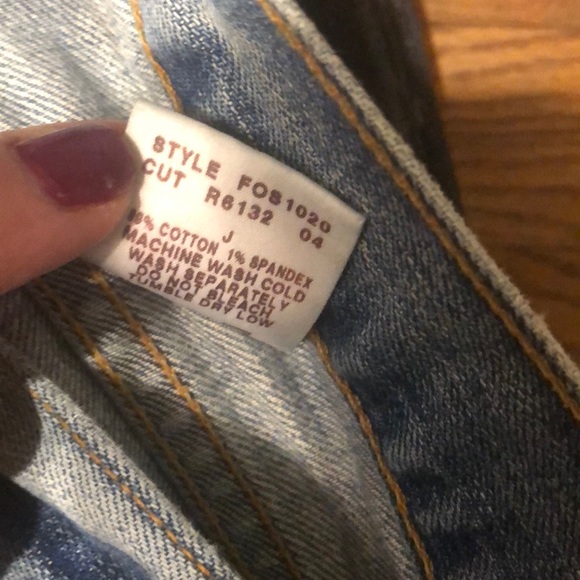 STYLE FOS1020
CUT R6132 04
J
COTTON 1% SPANDEX
MACHINE WASH COLD
WASH SEPARATELY
DO NOT BLEACH
TUMBLE DRY LOW